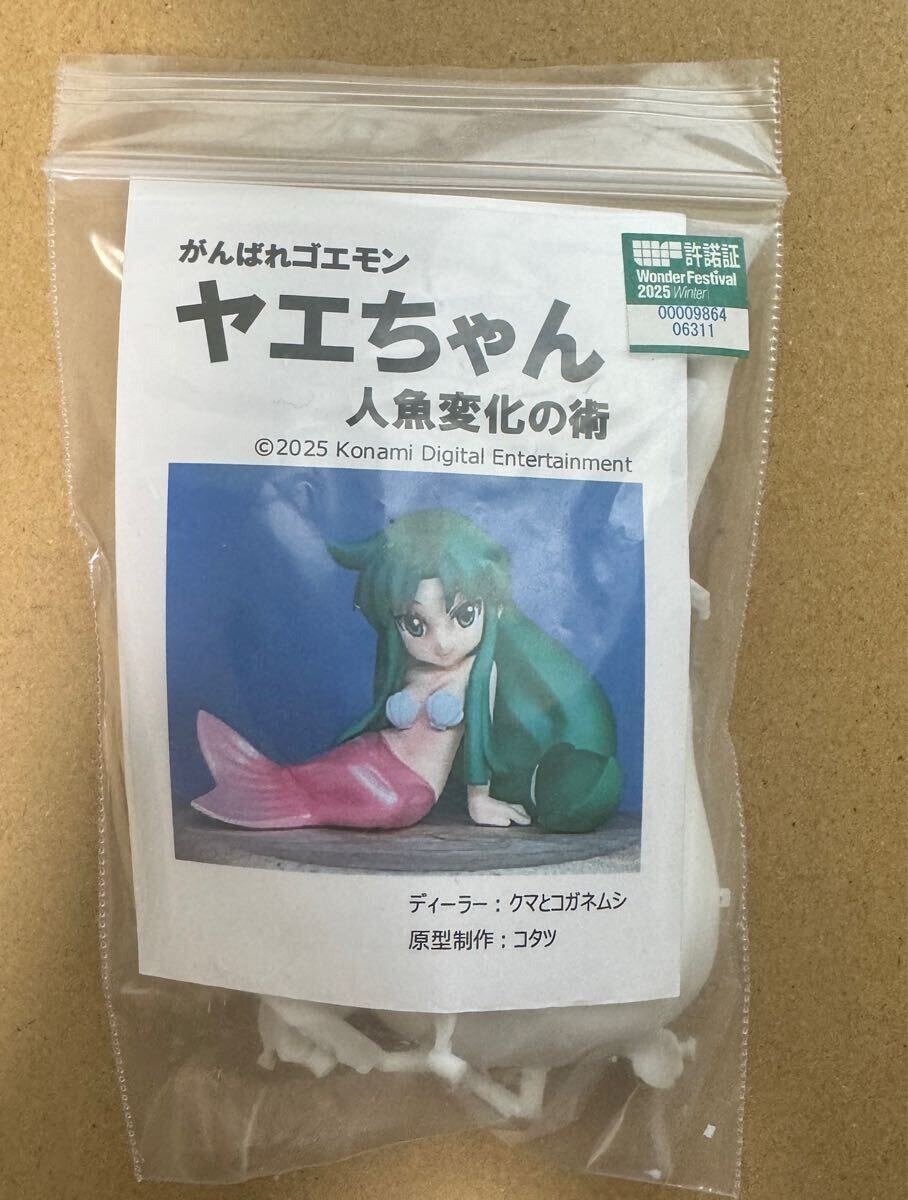 がんばれゴエモン
ヤエちゃん
人魚変化の術
©2025 Konami Digital Entertainment
WF 許諾証
Wonder Festival
2025 Winter
00009864
06311
ディーラー：クマとコガネムシ
原型制作；コタツ